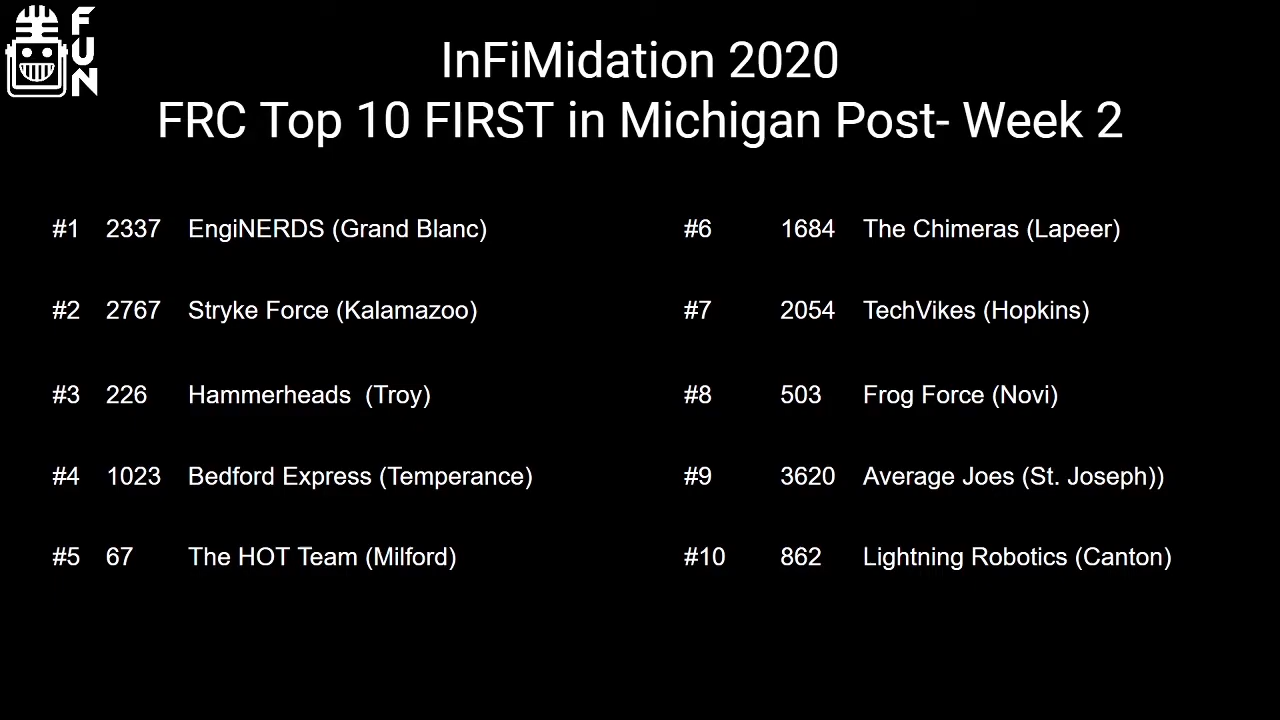 FUN
InFiMidation 2020
FRC Top 10 FIRST in Michigan Post- Week 2
#1 2337 EngiNERDS (Grand Blanc)
#2 2767 Stryke Force (Kalamazoo)
#3 226 Hammerheads  (Troy)
#4 1023 Bedford Express (Temperance)
#5 67 The HOT Team (Milford)
#6 1684 The Chimeras (Lapeer)
#7 2054 TechVikes (Hopkins)
#8 503 Frog Force (Novi)
#9 3620 Average Joes (St. Joseph))
#10 862 Lightning Robotics (Canton)